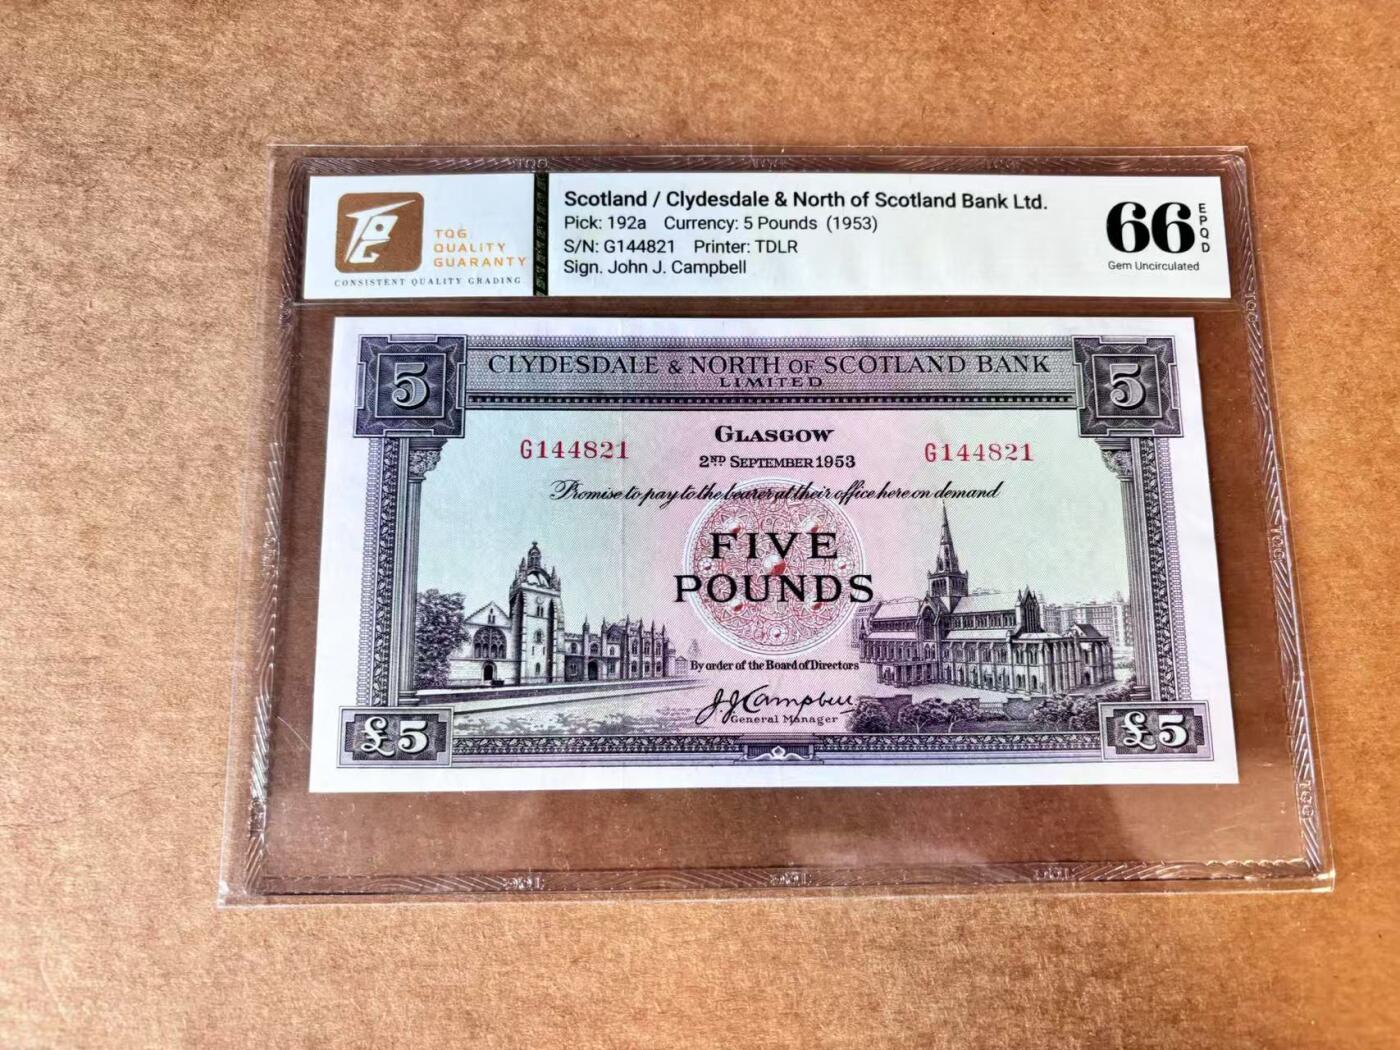 TQG
QUALITY
GUARANTY
CONSISTENT QUALITY GRADING
Scotland / Clydesdale & North of Scotland Bank Ltd.
Pick: 192a Currency: 5 Pounds (1953)
S/N: G144821 Printer: TDLR
Sign. John J. Campbell
66
EPQD
Gem Uncirculated
5
CLYDESDALE & NORTH OF SCOTLAND BANK
LIMITED
5
GLASGOW
G144821
G144821
2ND SEPTEMBER 1953
Promise to pay to the bearer at their office here on demand
FIVE
POUNDS
By order of the Board of Directors
J.J. Campbell
General Manager
£5
£5